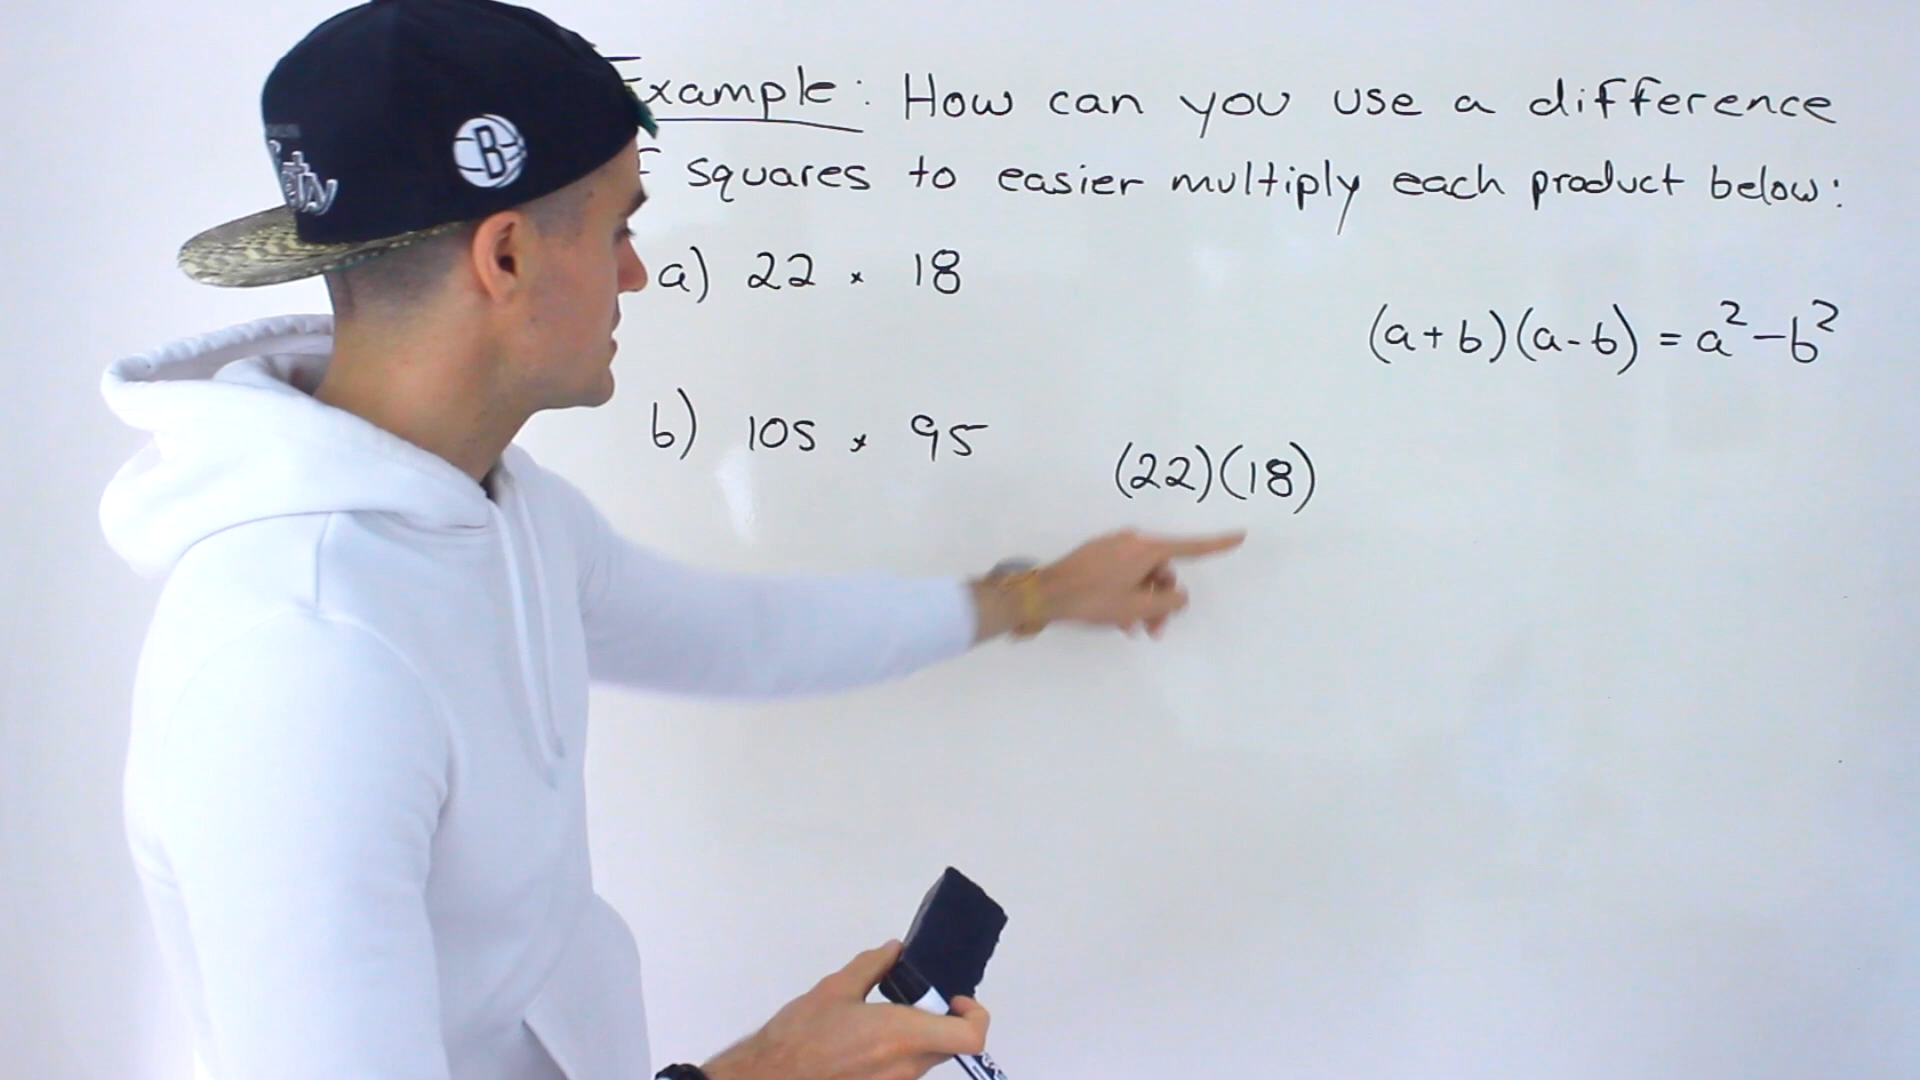 Example: How can you use a difference
squares to easier multiply each product below:
a) 22 × 18
(a+b)(a-b) = a²-b²
b) 105 × 95
(22)(18)
B